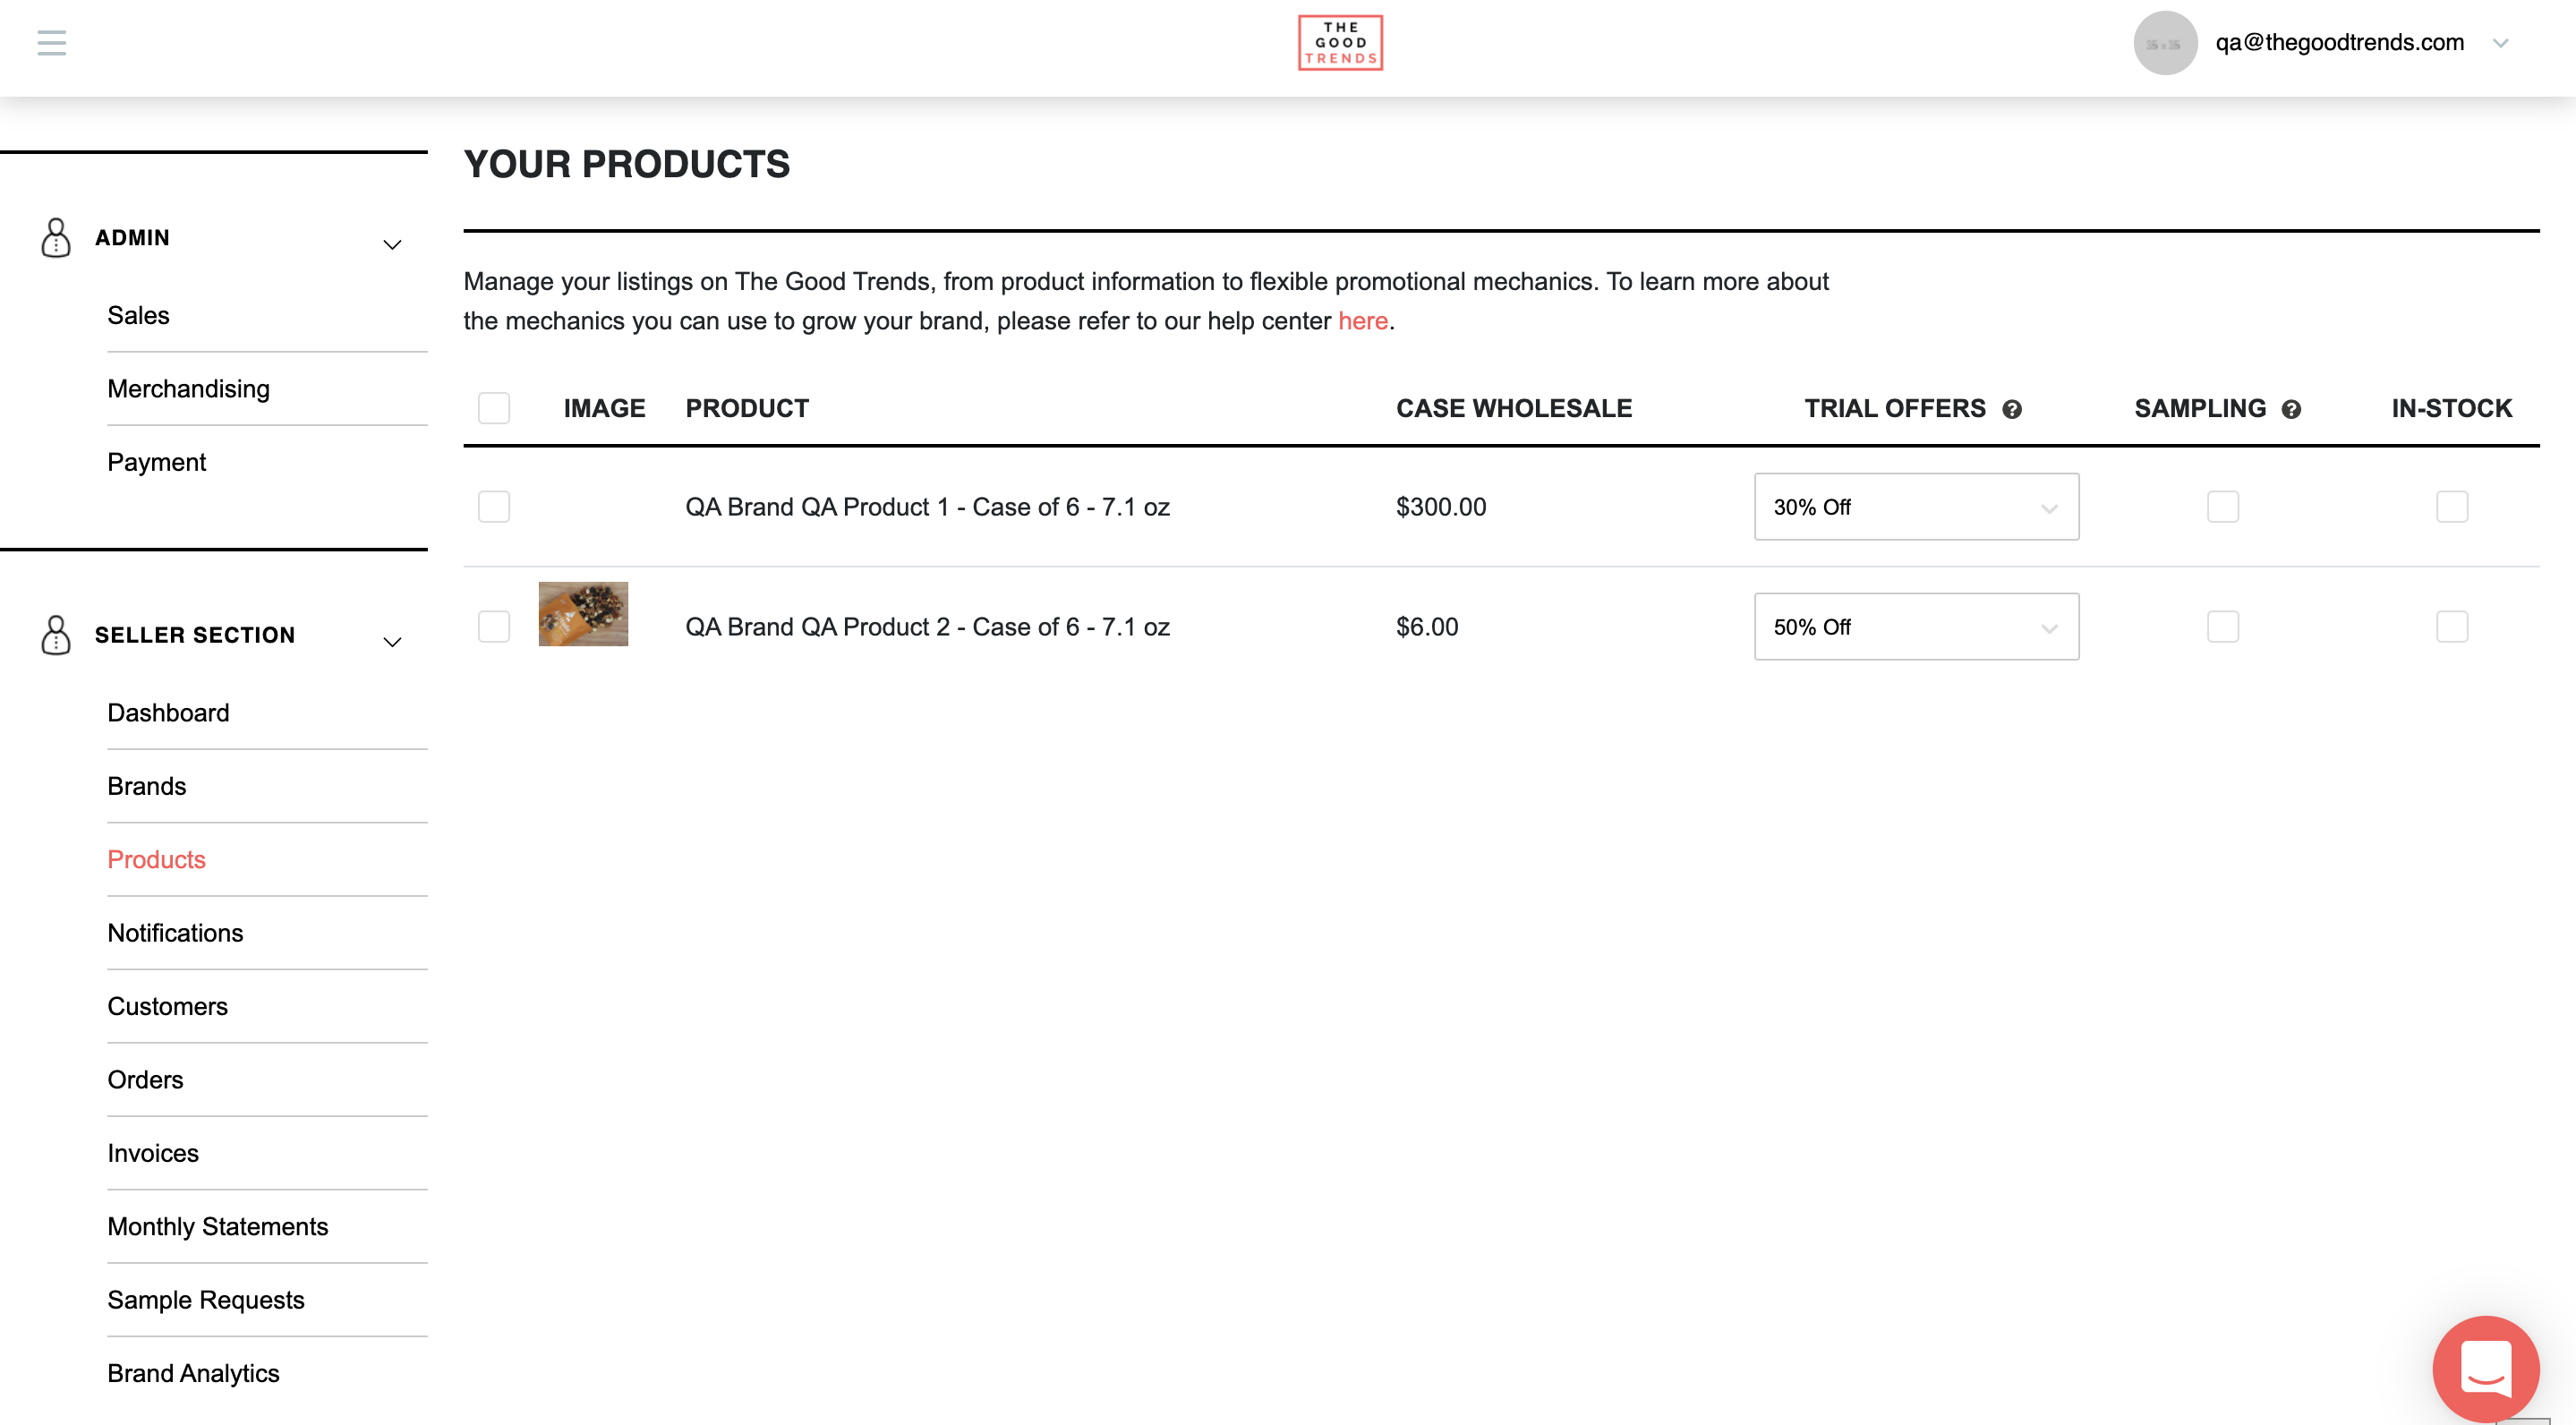 THE
GOOD
TRENDS
qa@thegoodtrends.com
ADMIN
Sales
Merchandising
Payment
SELLER SECTION
Dashboard
Brands
Products
Notifications
Customers
Orders
Invoices
Monthly Statements
Sample Requests
Brand Analytics
YOUR PRODUCTS
Manage your listings on The Good Trends, from product information to flexible promotional mechanics. To learn more about
the mechanics you can use to grow your brand, please refer to our help center here.
IMAGE PRODUCT CASE WHOLESALE TRIAL OFFERS ? SAMPLING ? IN-STOCK
QA Brand QA Product 1 - Case of 6 - 7.1 oz $300.00 30% Off
QA Brand QA Product 2 - Case of 6 - 7.1 oz $6.00 50% Off